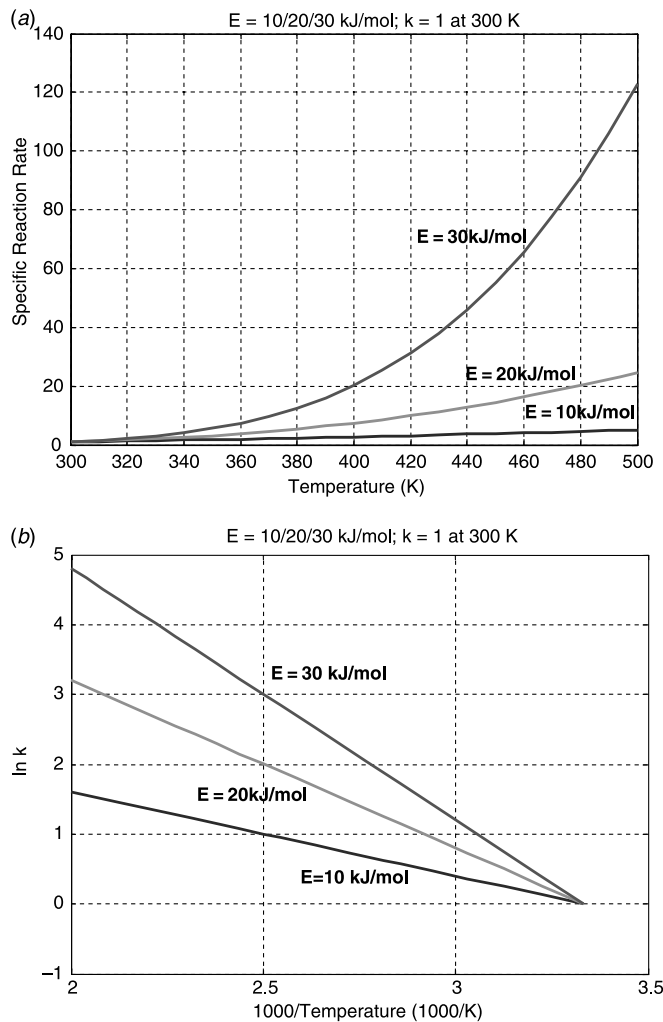 (a)
E = 10/20/30 kJ/mol; k = 1 at 300 K
140
120
100
80
60
40
20
0
Specific Reaction Rate
E = 30kJ/mol
E = 20kJ/mol
E = 10kJ/mol
300 320 340 360 380 400 420 440 460 480 500
Temperature (K)
(b)
E = 10/20/30 kJ/mol; k = 1 at 300 K
5
4
3
2
1
0
–1
ln k
E = 30 kJ/mol
E = 20kJ/mol
E=10 kJ/mol
2 2.5 3 3.5
1000/Temperature (1000/K)